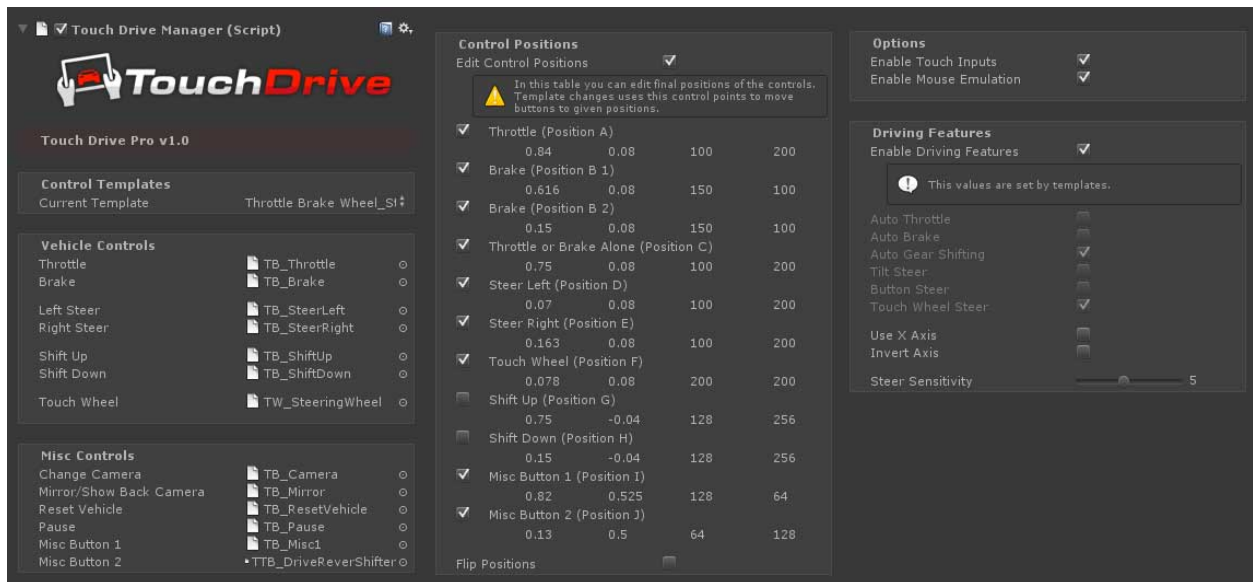 Touch Drive Manager (Script)
TouchDrive
Touch Drive Pro v1.0
Control Templates
Current Template Throttle Brake Wheel_St
Vehicle Controls
Throttle TB_Throttle
Brake TB_Brake
Left Steer TB_SteerLeft
Right Steer TB_SteerRight
Shift Up TB_ShiftUp
Shift Down TB_ShiftDown
Touch Wheel TW_SteeringWheel
Misc Controls
Change Camera TB_Camera
Mirror/Show Back Camera TB_Mirror
Reset Vehicle TB_ResetVehicle
Pause TB_Pause
Misc Button 1 TB_Misc1
Misc Button 2 TTB_DriveReverShifter
Control Positions
Edit Control Positions
In this table you can edit final positions of the controls.
Template changes uses this control points to move
buttons to given positions.
Throttle (Position A)
0.84 0.08 100 200
Brake (Position B 1)
0.616 0.08 150 100
Brake (Position B 2)
0.15 0.08 150 100
Throttle or Brake Alone (Position C)
0.75 0.08 100 200
Steer Left (Position D)
0.07 0.08 100 200
Steer Right (Position E)
0.163 0.08 100 200
Touch Wheel (Position F)
0.078 0.08 200 200
Shift Up (Position G)
0.75 -0.04 128 256
Shift Down (Position H)
0.15 -0.04 128 256
Misc Button 1 (Position I)
0.82 0.525 128 64
Misc Button 2 (Position J)
0.13 0.5 64 128
Flip Positions
Options
Enable Touch Inputs
Enable Mouse Emulation
Driving Features
Enable Driving Features
This values are set by templates.
Auto Throttle
Auto Brake
Auto Gear Shifting
Tilt Steer
Button Steer
Touch Wheel Steer
Use X Axis
Invert Axis
Steer Sensitivity 5